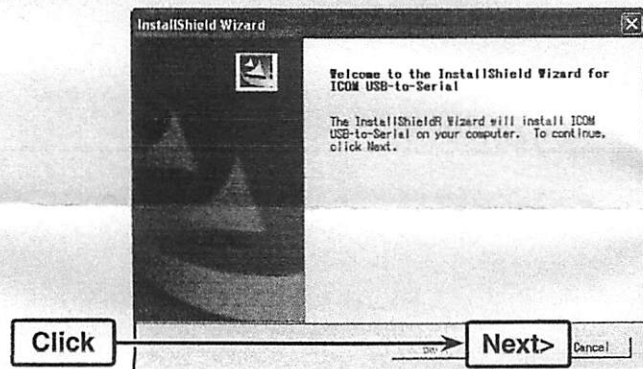 InstallShield Wizard
Welcome to the InstallShield Wizard for
ICOM USB-to-Serial
The InstallShieldR Wizard will install ICOM
USB-to-Serial on your computer. To continue,
click Next.
Click
Next>
Cancel